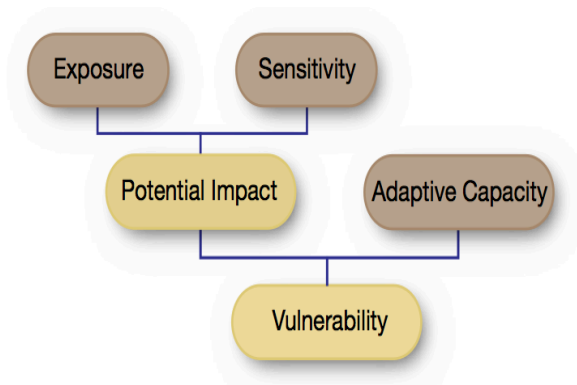 Exposure
Sensitivity
Potential Impact
Adaptive Capacity
Vulnerability